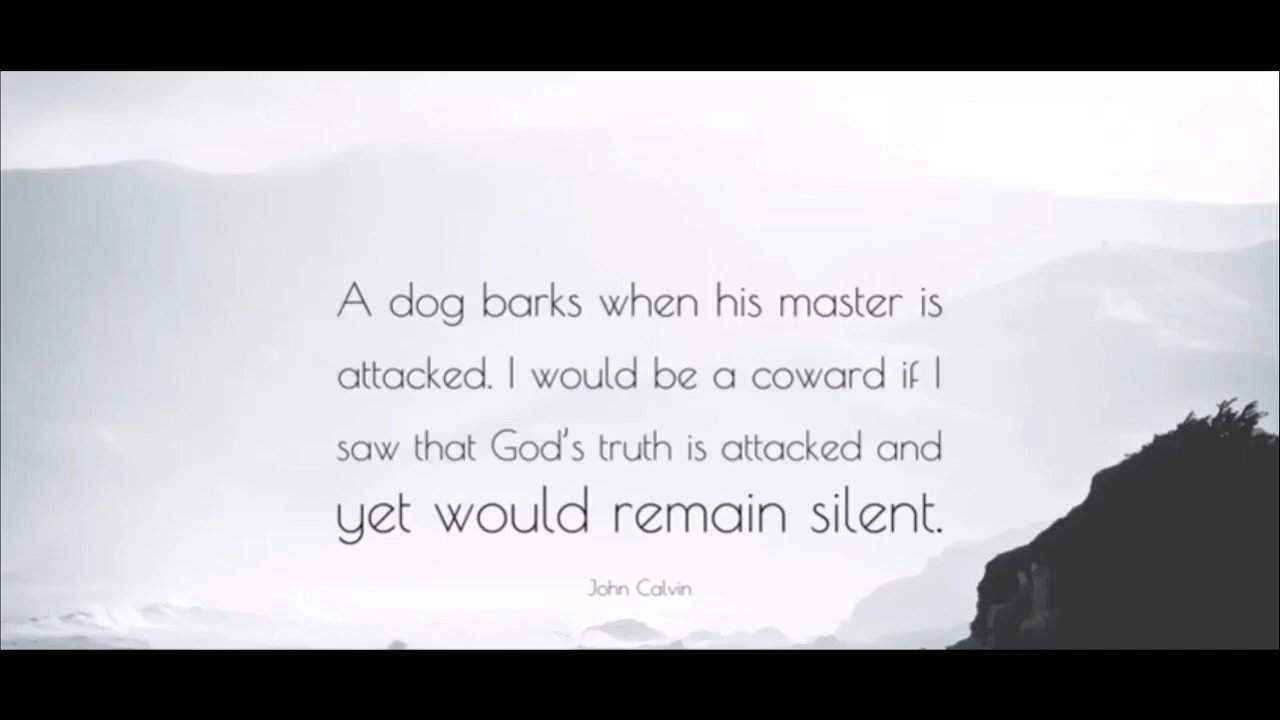 A dog barks when his master is
attacked. I would be a coward if I
saw that God's truth is attacked and
yet would remain silent.
John Calvin